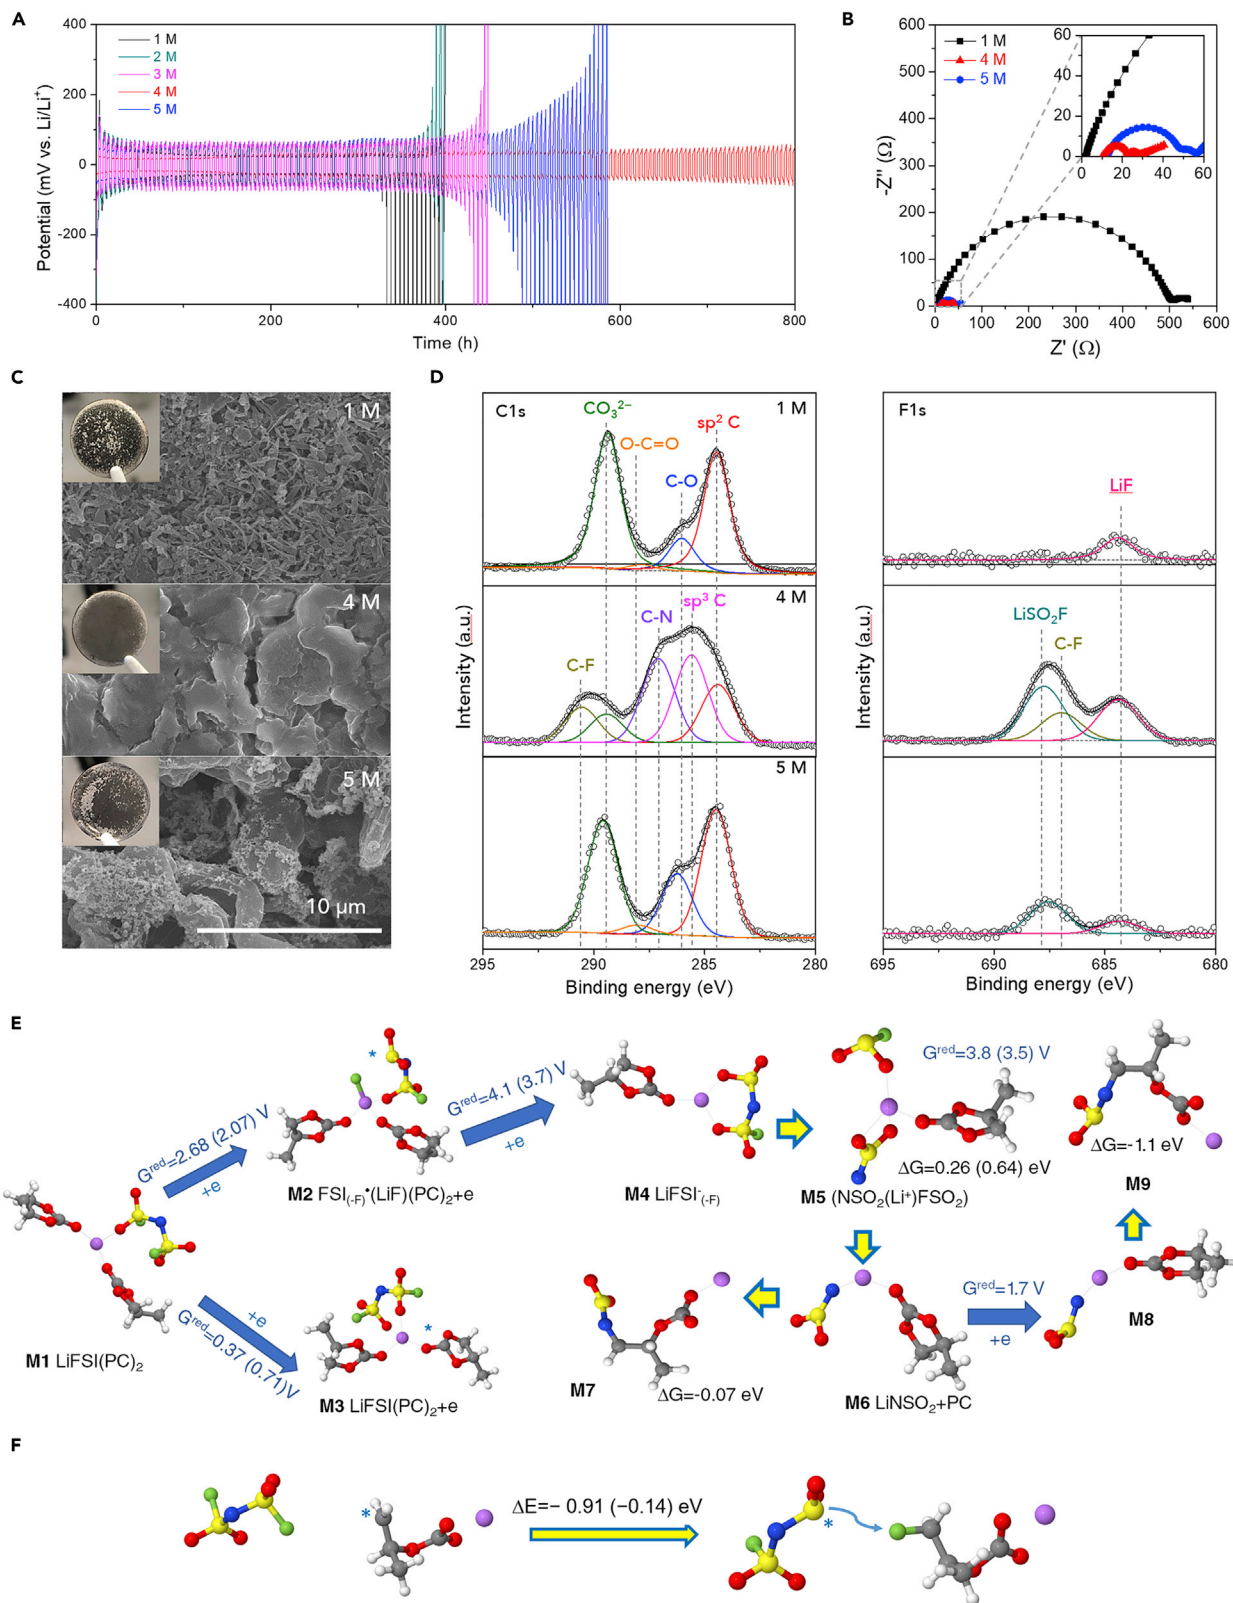 A
400
200
0
-200
-400
Potential (mV vs. Li/Li⁺)
1 M
2 M
3 M
4 M
5 M
0
200
400
600
800
Time (h)
B
600
500
400
300
200
100
0
-Z'' (Ω)
1 M
4 M
5 M
60
40
20
0
0
20
40
60
0
100
200
300
400
500
600
Z' (Ω)
C
1 M
4 M
5 M
10 μm
D
C1s
1 M
CO₃²⁻
O-C=O
C-O
sp² C
4 M
C-F
C-N
sp³ C
5 M
Intensity (a.u.)
295
290
285
280
Binding energy (eV)
F1s
LiF
LiSO₂F
C-F
Intensity (a.u.)
695
690
685
680
Binding energy (eV)
E
M1 LiFSI(PC)₂
Gʳᵉᵈ=2.68 (2.07) V
+e
*
M2 FSI₍₋F₎•(LiF)(PC)₂+e
Gʳᵉᵈ=4.1 (3.7) V
+e
M4 LiFSI⁻₍₋F₎
Gʳᵉᵈ=3.8 (3.5) V
ΔG=0.26 (0.64) eV
M5 (NSO₂(Li⁺)FSO₂)
ΔG=-1.1 eV
M9
+e
Gʳᵉᵈ=0.37 (0.71)V
*
M3 LiFSI(PC)₂+e
M7
ΔG=-0.07 eV
M6 LiNSO₂+PC
Gʳᵉᵈ=1.7 V
+e
M8
F
*
ΔE=− 0.91 (−0.14) eV
*